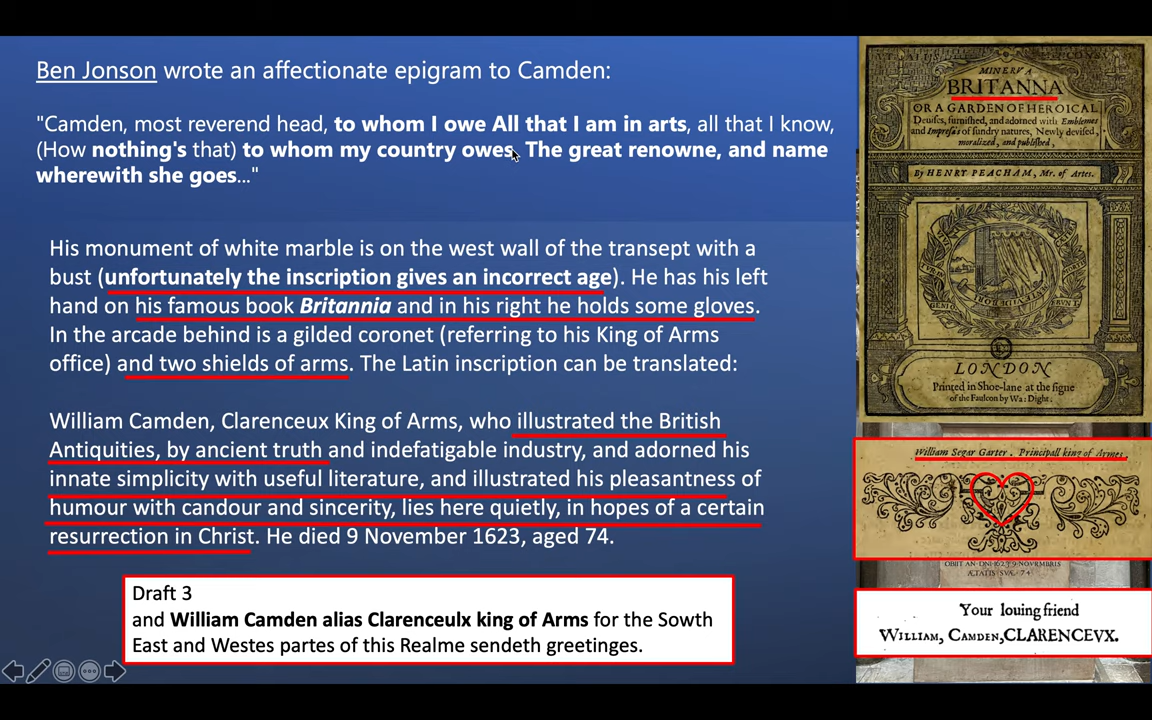 Ben Jonson wrote an affectionate epigram to Camden:
"Camden, most reverend head, to whom I owe All that I am in arts, all that I know,
(How nothing's that) to whom my country owes. The great renowne, and name
wherewith she goes..."
His monument of white marble is on the west wall of the transept with a
bust (unfortunately the inscription gives an incorrect age). He has his left
hand on his famous book Britannia and in his right he holds some gloves.
In the arcade behind is a gilded coronet (referring to his King of Arms
office) and two shields of arms. The Latin inscription can be translated:
William Camden, Clarenceux King of Arms, who illustrated the British
Antiquities, by ancient truth and indefatigable industry, and adorned his
innate simplicity with useful literature, and illustrated his pleasantness of
humour with candour and sincerity, lies here quietly, in hopes of a certain
resurrection in Christ. He died 9 November 1623, aged 74.
Draft 3
and William Camden alias Clarenceulx king of Arms for the Sowth
East and Westes partes of this Realme sendeth greetinges.
MINERVA
BRITANNA
OR A GARDEN OF HEROICAL
Deuises, furnished, and adorned with Emblemes
and Impresa's of sundry natures, Newly devised,
moralized, and published,
By HENRY PEACHAM, Mr. of Artes.
LONDON
Printed in Shoe-lane at the signe
of the Faulcon by Wa: Dight.
William Segar Garter. Principall king of Armes
OBIIT AN DNI 1623 9 NOVEMBRIS
ÆTATIS SVÆ 74
Your louing friend
WILLIAM, CAMDEN, CLARENCEVX.